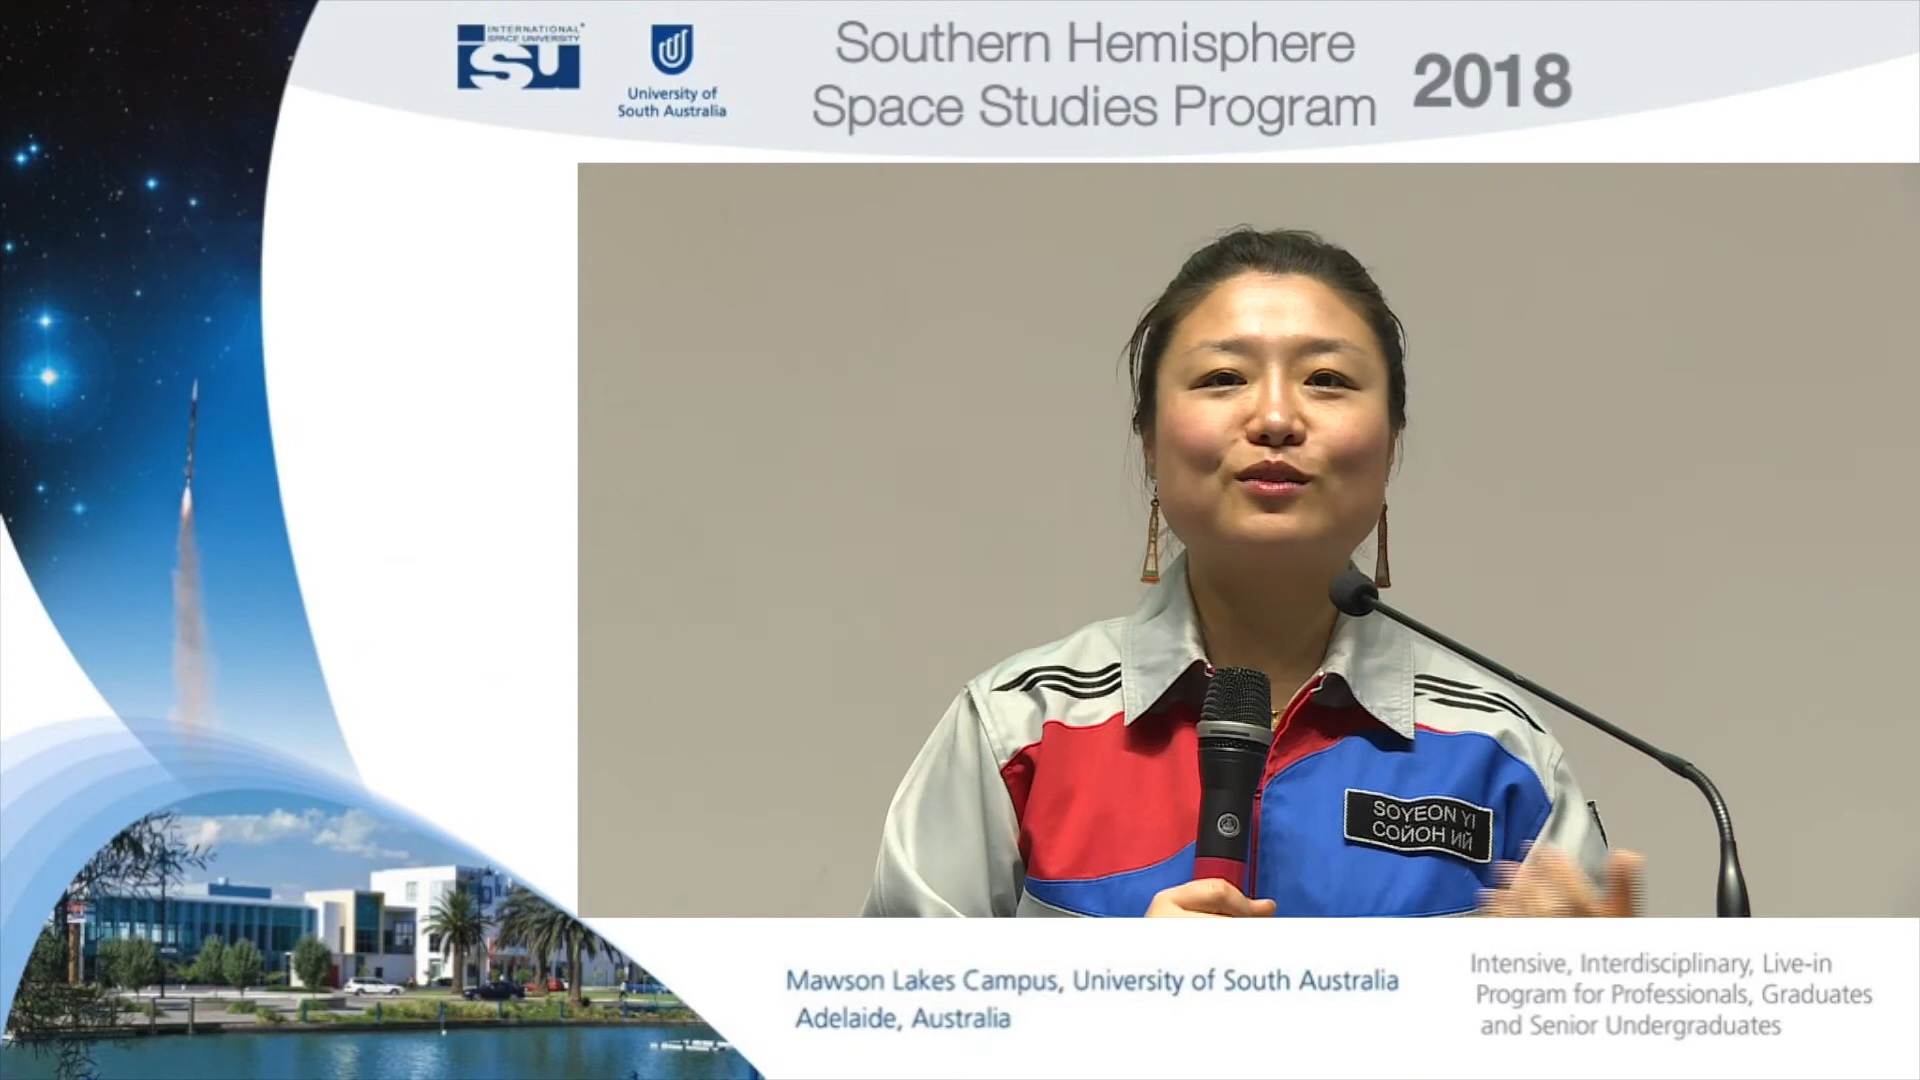 INTERNATIONAL
SPACE UNIVERSITY
isu
University of
South Australia
Southern Hemisphere
Space Studies Program
2018
SOYEON YI
СОЙОН ИЙ
Mawson Lakes Campus, University of South Australia
Adelaide, Australia
Intensive, Interdisciplinary, Live-in
Program for Professionals, Graduates
and Senior Undergraduates